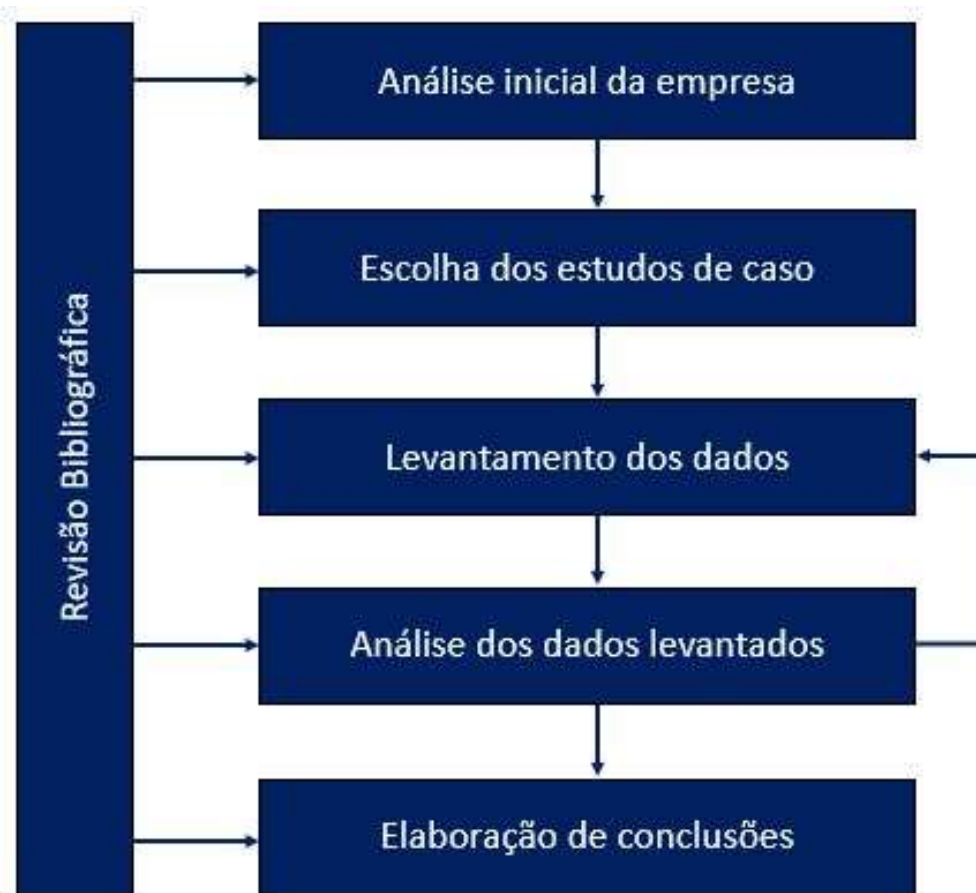 Revisão Bibliográfica
Análise inicial da empresa
Escolha dos estudos de caso
Levantamento dos dados
Análise dos dados levantados
Elaboração de conclusões